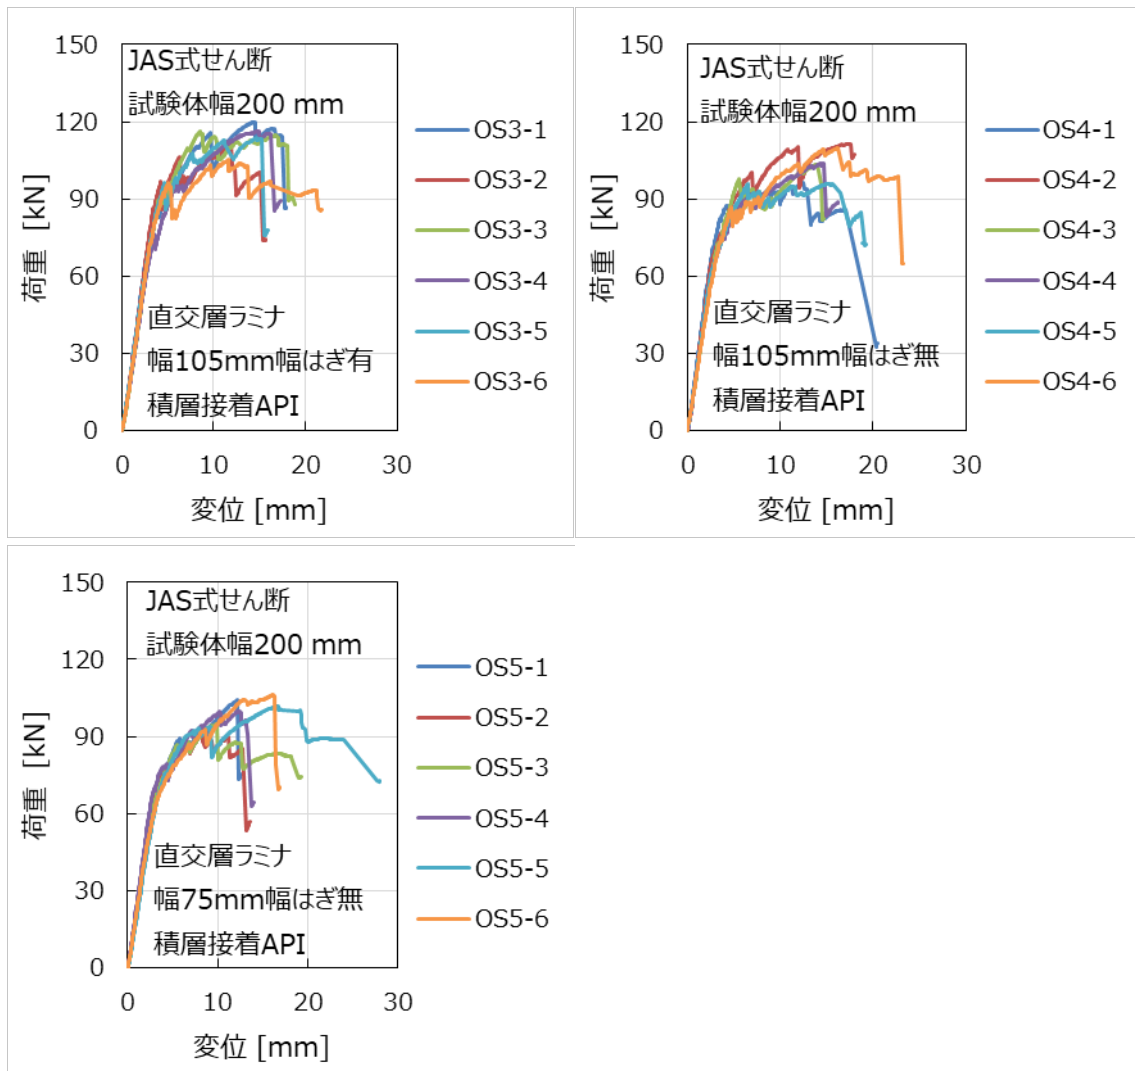 150
120
90
60
30
0
荷重 [kN]
JAS式せん断
試験体幅200 mm
直交層ラミナ
幅105mm幅はぎ有
積層接着API
0 10 20 30
変位 [mm]
OS3-1
OS3-2
OS3-3
OS3-4
OS3-5
OS3-6
150
120
90
60
30
0
荷重 [kN]
JAS式せん断
試験体幅200 mm
直交層ラミナ
幅105mm幅はぎ無
積層接着API
0 10 20 30
変位 [mm]
OS4-1
OS4-2
OS4-3
OS4-4
OS4-5
OS4-6
150
120
90
60
30
0
荷重 [kN]
JAS式せん断
試験体幅200 mm
直交層ラミナ
幅75mm幅はぎ無
積層接着API
0 10 20 30
変位 [mm]
OS5-1
OS5-2
OS5-3
OS5-4
OS5-5
OS5-6